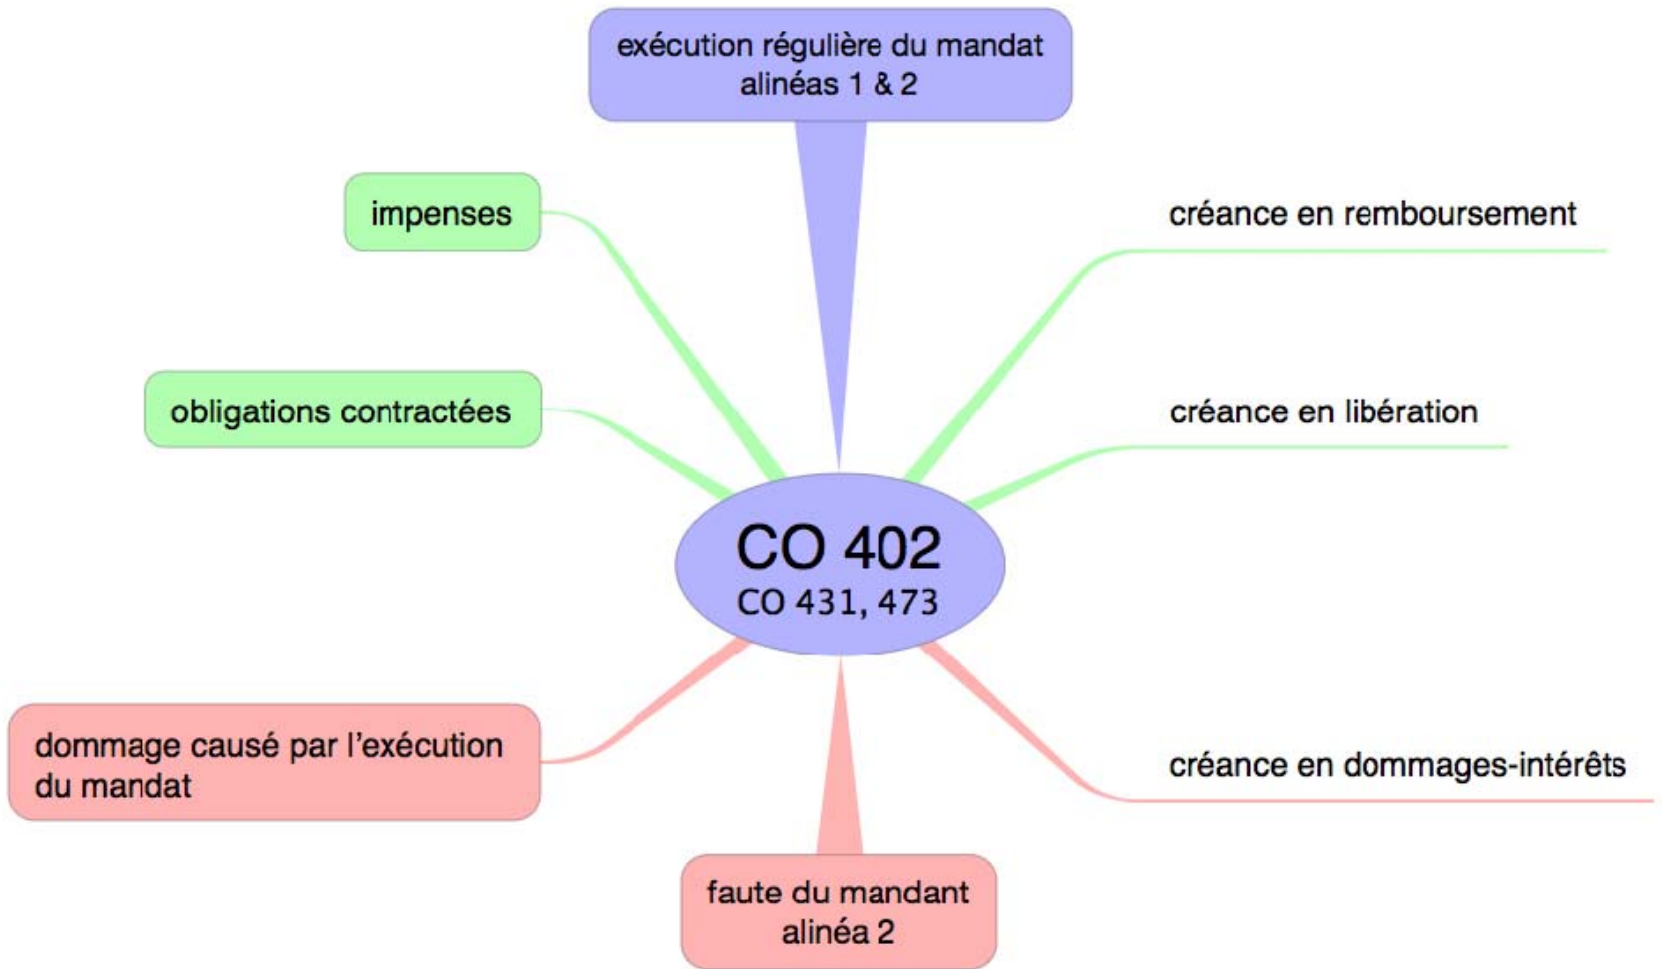 exécution régulière du mandat
alinéas 1 & 2
impenses
créance en remboursement
obligations contractées
créance en libération
CO 402
CO 431, 473
dommage causé par l'exécution
du mandat
créance en dommages-intérêts
faute du mandant
alinéa 2